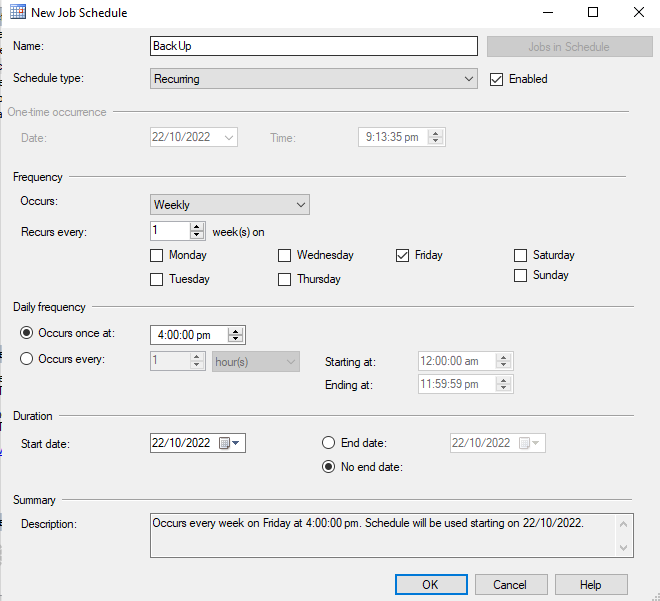 New Job Schedule
Name: BackUp Jobs in Schedule
Schedule type: Recurring Enabled
One-time occurrence
Date: 22/10/2022 Time: 9:13:35 pm
Frequency
Occurs: Weekly
Recurs every: 1 week(s) on
Monday Wednesday Friday Saturday
Tuesday Thursday Sunday
Daily frequency
Occurs once at: 4:00:00 pm
Occurs every: 1 hour(s) Starting at: 12:00:00 am
Ending at: 11:59:59 pm
Duration
Start date: 22/10/2022 End date: 22/10/2022
No end date:
Summary
Description: Occurs every week on Friday at 4:00:00 pm. Schedule will be used starting on 22/10/2022.
OK Cancel Help